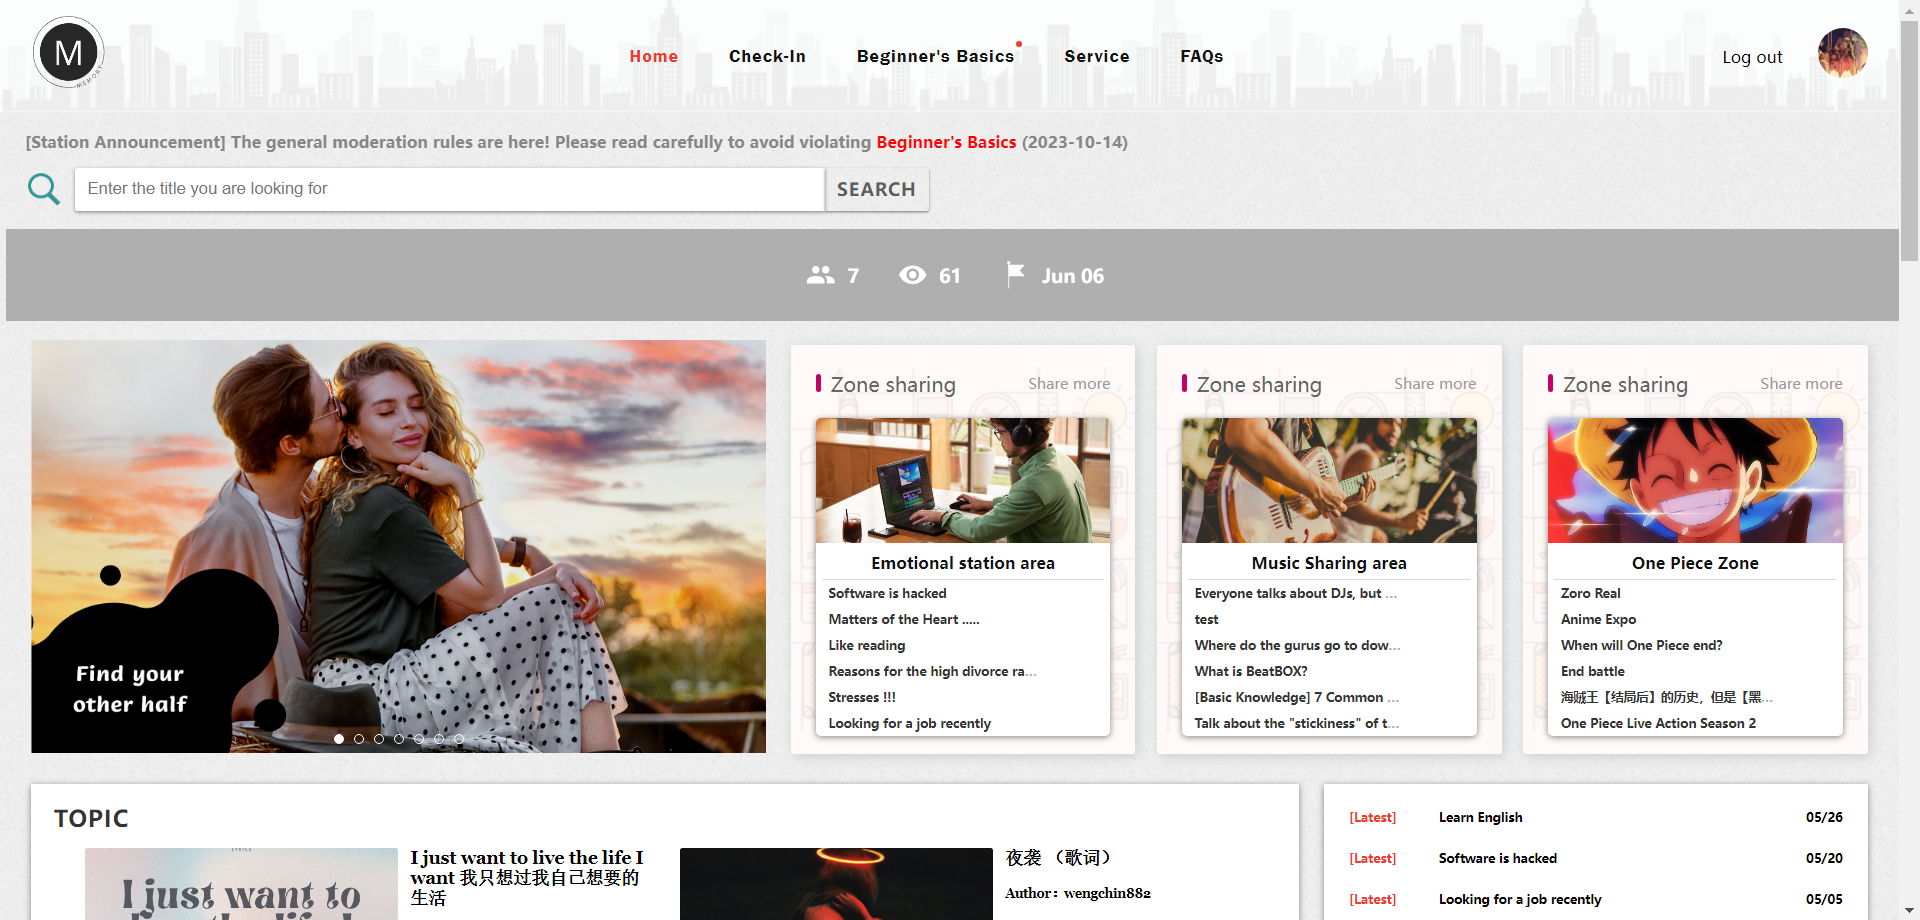 M
MEMORY
Home
Check-In
Beginner's Basics
Service
FAQs
Log out
[Station Announcement] The general moderation rules are here! Please read carefully to avoid violating Beginner's Basics (2023-10-14)
Enter the title you are looking for
SEARCH
7
61
Jun 06
Find your
other half
Zone sharing
Share more
Emotional station area
Software is hacked
Matters of the Heart .....
Like reading
Reasons for the high divorce ra...
Stresses !!!
Looking for a job recently
Zone sharing
Share more
Music Sharing area
Everyone talks about DJs, but ...
test
Where do the gurus go to dow...
What is BeatBOX?
[Basic Knowledge] 7 Common ...
Talk about the "stickiness" of t...
Zone sharing
Share more
One Piece Zone
Zoro Real
Anime Expo
When will One Piece end?
End battle
海贼王【结局后】的历史，但是【黑...
One Piece Live Action Season 2
TOPIC
LYRICS
I just want to
I just want to live the life I
want 我只想过我自己想要的
生活
夜袭 （歌词）
Author：wengchin882
[Latest]
Learn English
05/26
[Latest]
Software is hacked
05/20
[Latest]
Looking for a job recently
05/05